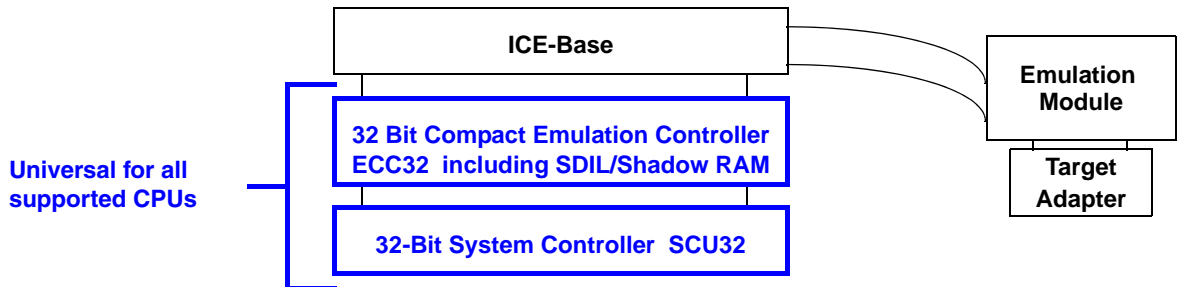 ICE-Base
Emulation
Module
32 Bit Compact Emulation Controller
ECC32 including SDIL/Shadow RAM
Universal for all
supported CPUs
Target
Adapter
32-Bit System Controller SCU32